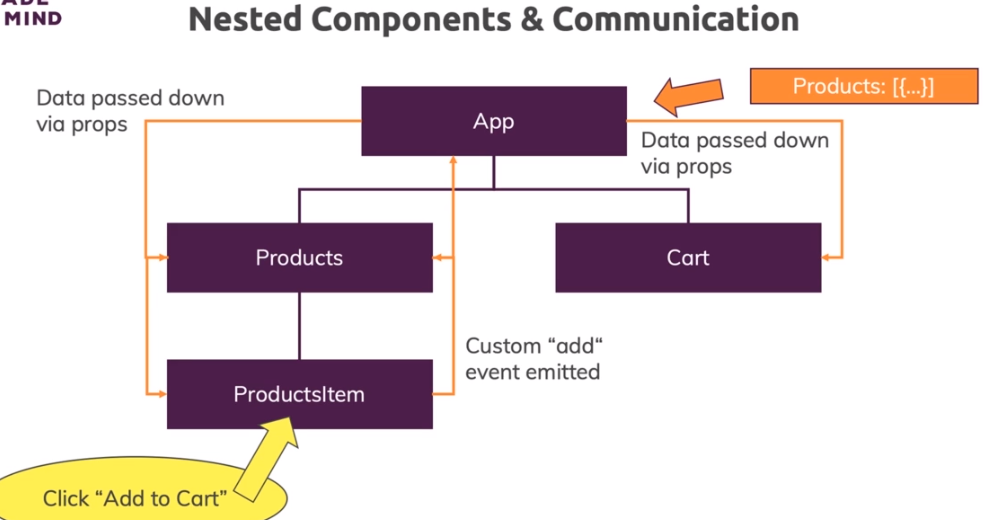 MIND
Nested Components & Communication
Data passed down
via props
Products: [{...}]
App
Data passed down
via props
Products
Cart
Custom “add“
event emitted
ProductsItem
Click “Add to Cart”